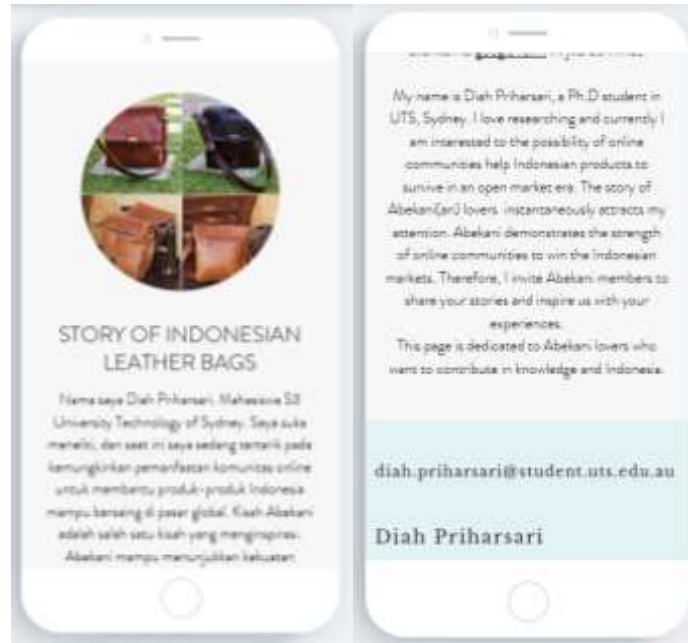 STORY OF INDONESIAN
LEATHER BAGS
Nama saya Diah Priharsari. Mahasiswa S3
University Technology of Sydney. Saya suka
meneliti, dan saat ini saya sedang tertarik pada
kemungkinkan pemanfaatan komunitas online
untuk membantu produk-produk Indonesia
mampu bersaing di pasar global. Kisah Abekani
adalah salah satu kisah yang menginspirasi.
Abekani mampu menunjukkan kekuatan
My name is Diah Priharsari, a Ph.D student in
UTS, Sydney. I love researching and currently I
am interested to the possibility of online
communities help Indonesian products to
survive in an open market era. The story of
Abekani(an) lovers instantaneously attracts my
attention. Abekani demonstrates the strength
of online communities to win the Indonesian
markets. Therefore, I invite Abekani members to
share your stories and inspire us with your
experiences.
This page is dedicated to Abekani lovers who
want to contribute in knowledge and Indonesia.
diah.priharsari@student.uts.edu.au
Diah Priharsari